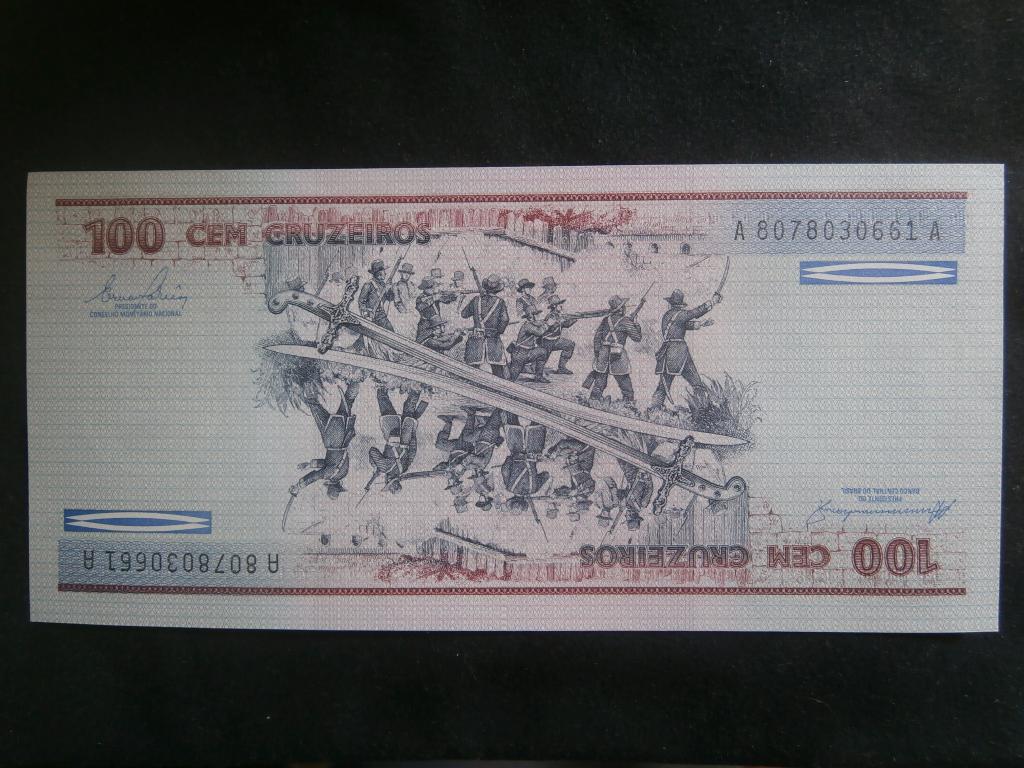 100 CEM CRUZEIROS
A 8078030661 A
PRESIDENTE DO
CONSELHO MONETÁRIO NACIONAL
PRESIDENTE DO
BANCO CENTRAL DO BRASIL
A 8078030661 A
100 CEM CRUZEIROS